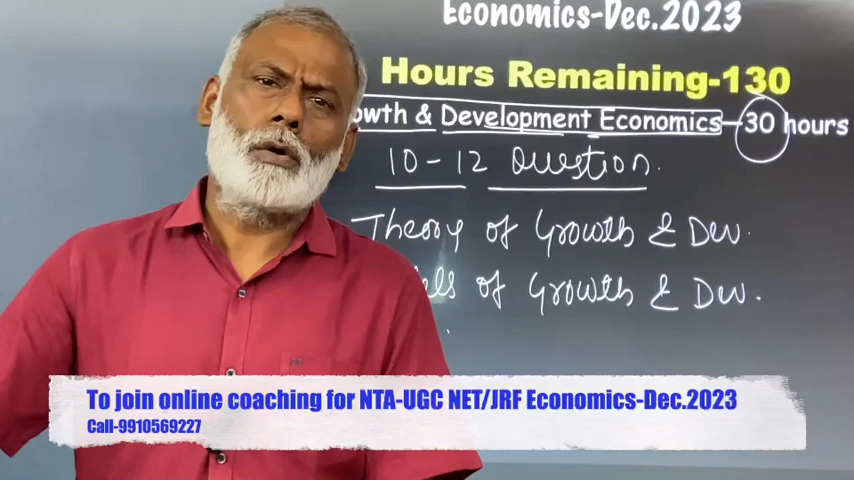 Economics-Dec.2023
Hours Remaining-130
owth & Development Economics-30 hours
10-12 Question.
Theory of Growth & Dev.
els of Growth & Dev.
To join online coaching for NTA-UGC NET/JRF Economics-Dec.2023
Call-9910569227